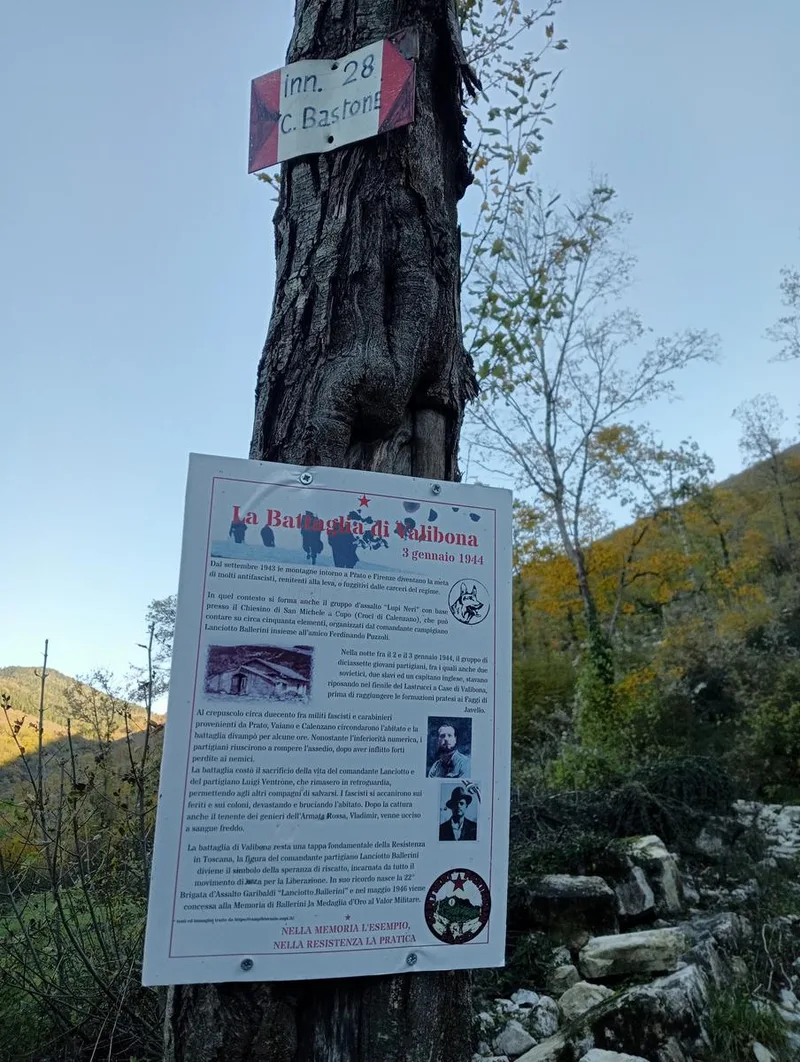 inn. 28
C. Bastone
La Battaglia di Valibona
3 gennaio 1944
Dal settembre 1943 le montagne intorno a Prato e Firenze diventano la meta
di molti antifascisti, renitenti alla leva, o fuggitivi dalle carceri del regime.
In quel contesto si forma anche il gruppo d'assalto "Lupi Neri" con base
presso il Chiesino di San Michele a Cupo (Croci di Calenzano), che può
contare su circa cinquanta elementi, organizzati dal comandante campigiano
Lanciotto Ballerini insieme all'amico Ferdinando Puzzoli.
Nella notte fra il 2 e il 3 gennaio 1944, il gruppo di
diciassette giovani partigiani, fra i quali anche due
sovietici, due slavi ed un capitano inglese, stavano
riposando nel fienile del Lastrucci a Case di Valibona,
prima di raggiungere le formazioni pratesi ai Faggi di
Javello.
Al crepuscolo circa duecento fra militi fascisti e carabinieri
provenienti da Prato, Vaiano e Calenzano circondarono l'abitato e la
battaglia divampò per alcune ore. Nonostante l'inferiorità numerica, i
partigiani riuscirono a rompere l'assedio, dopo aver inflitto forti
perdite ai nemici.
La battaglia costò il sacrificio della vita del comandante Lanciotto e
del partigiano Luigi Ventrone, che rimasero in retroguardia,
permettendo agli altri compagni di salvarsi. I fascisti si accanirono sui
feriti e sui coloni, devastando e bruciando l'abitato. Dopo la cattura
anche il tenente dei genieri dell'Armata Rossa, Vladimir, venne ucciso
a sangue freddo.
La battaglia di Valibona resta una tappa fondamentale della Resistenza
in Toscana, la figura del comandante partigiano Lanciotto Ballerini
diviene il simbolo della speranza di riscatto, incarnata da tutto il
movimento di lotta per la Liberazione. In suo ricordo nasce la 22°
Brigata d'Assalto Garibaldi "Lanciotto Ballerini" e nel maggio 1946 viene
concessa alla Memoria di Ballerini la Medaglia d'Oro al Valor Militare.
NELLA MEMORIA L'ESEMPIO,
NELLA RESISTENZA LA PRATICA